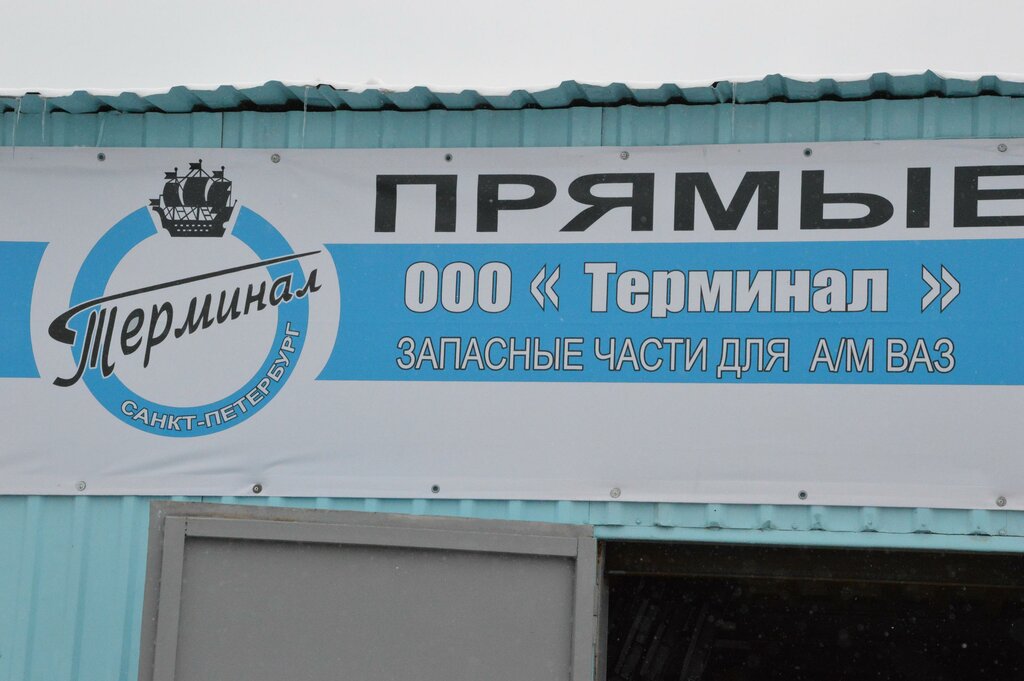 Терминал
САНКТ-ПЕТЕРБУРГ
ПРЯМЫЕ
ООО « Терминал »
ЗАПАСНЫЕ ЧАСТИ ДЛЯ А/М ВАЗ